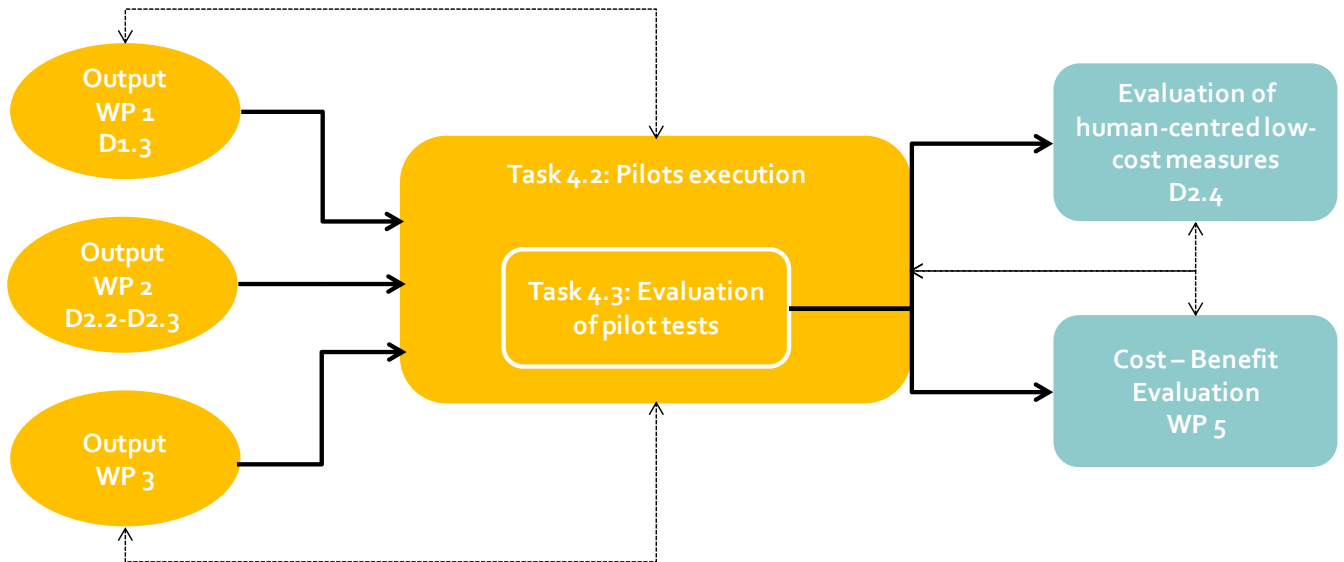 Output
WP 1
D1.3
Output
WP 2
D2.2-D2.3
Output
WP 3
Task 4.2: Pilots execution
Task 4.3: Evaluation
of pilot tests
Evaluation of
human-centred low-
cost measures
D2.4
Cost – Benefit
Evaluation
WP 5